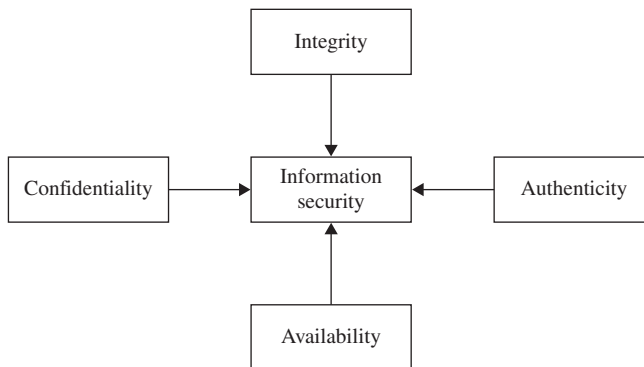 Integrity
Confidentiality
Information
security
Authenticity
Availability